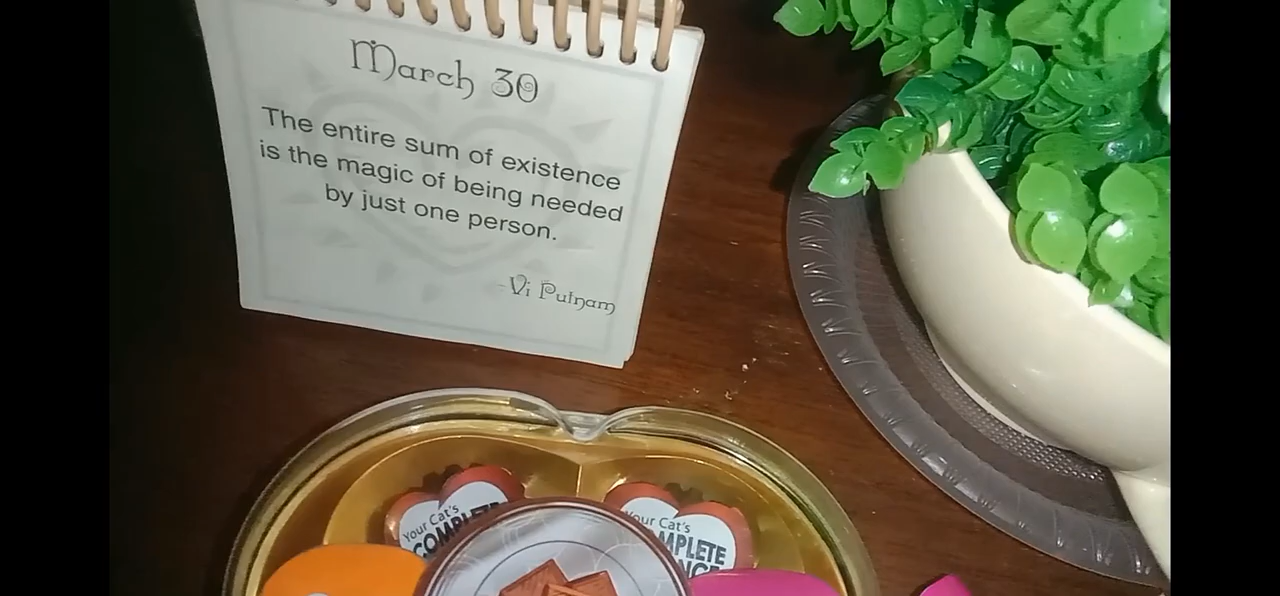 March 30
The entire sum of existence
is the magic of being needed
by just one person.
-Vi Putnam
Your Cat's
COMPLETE
Your Cat's